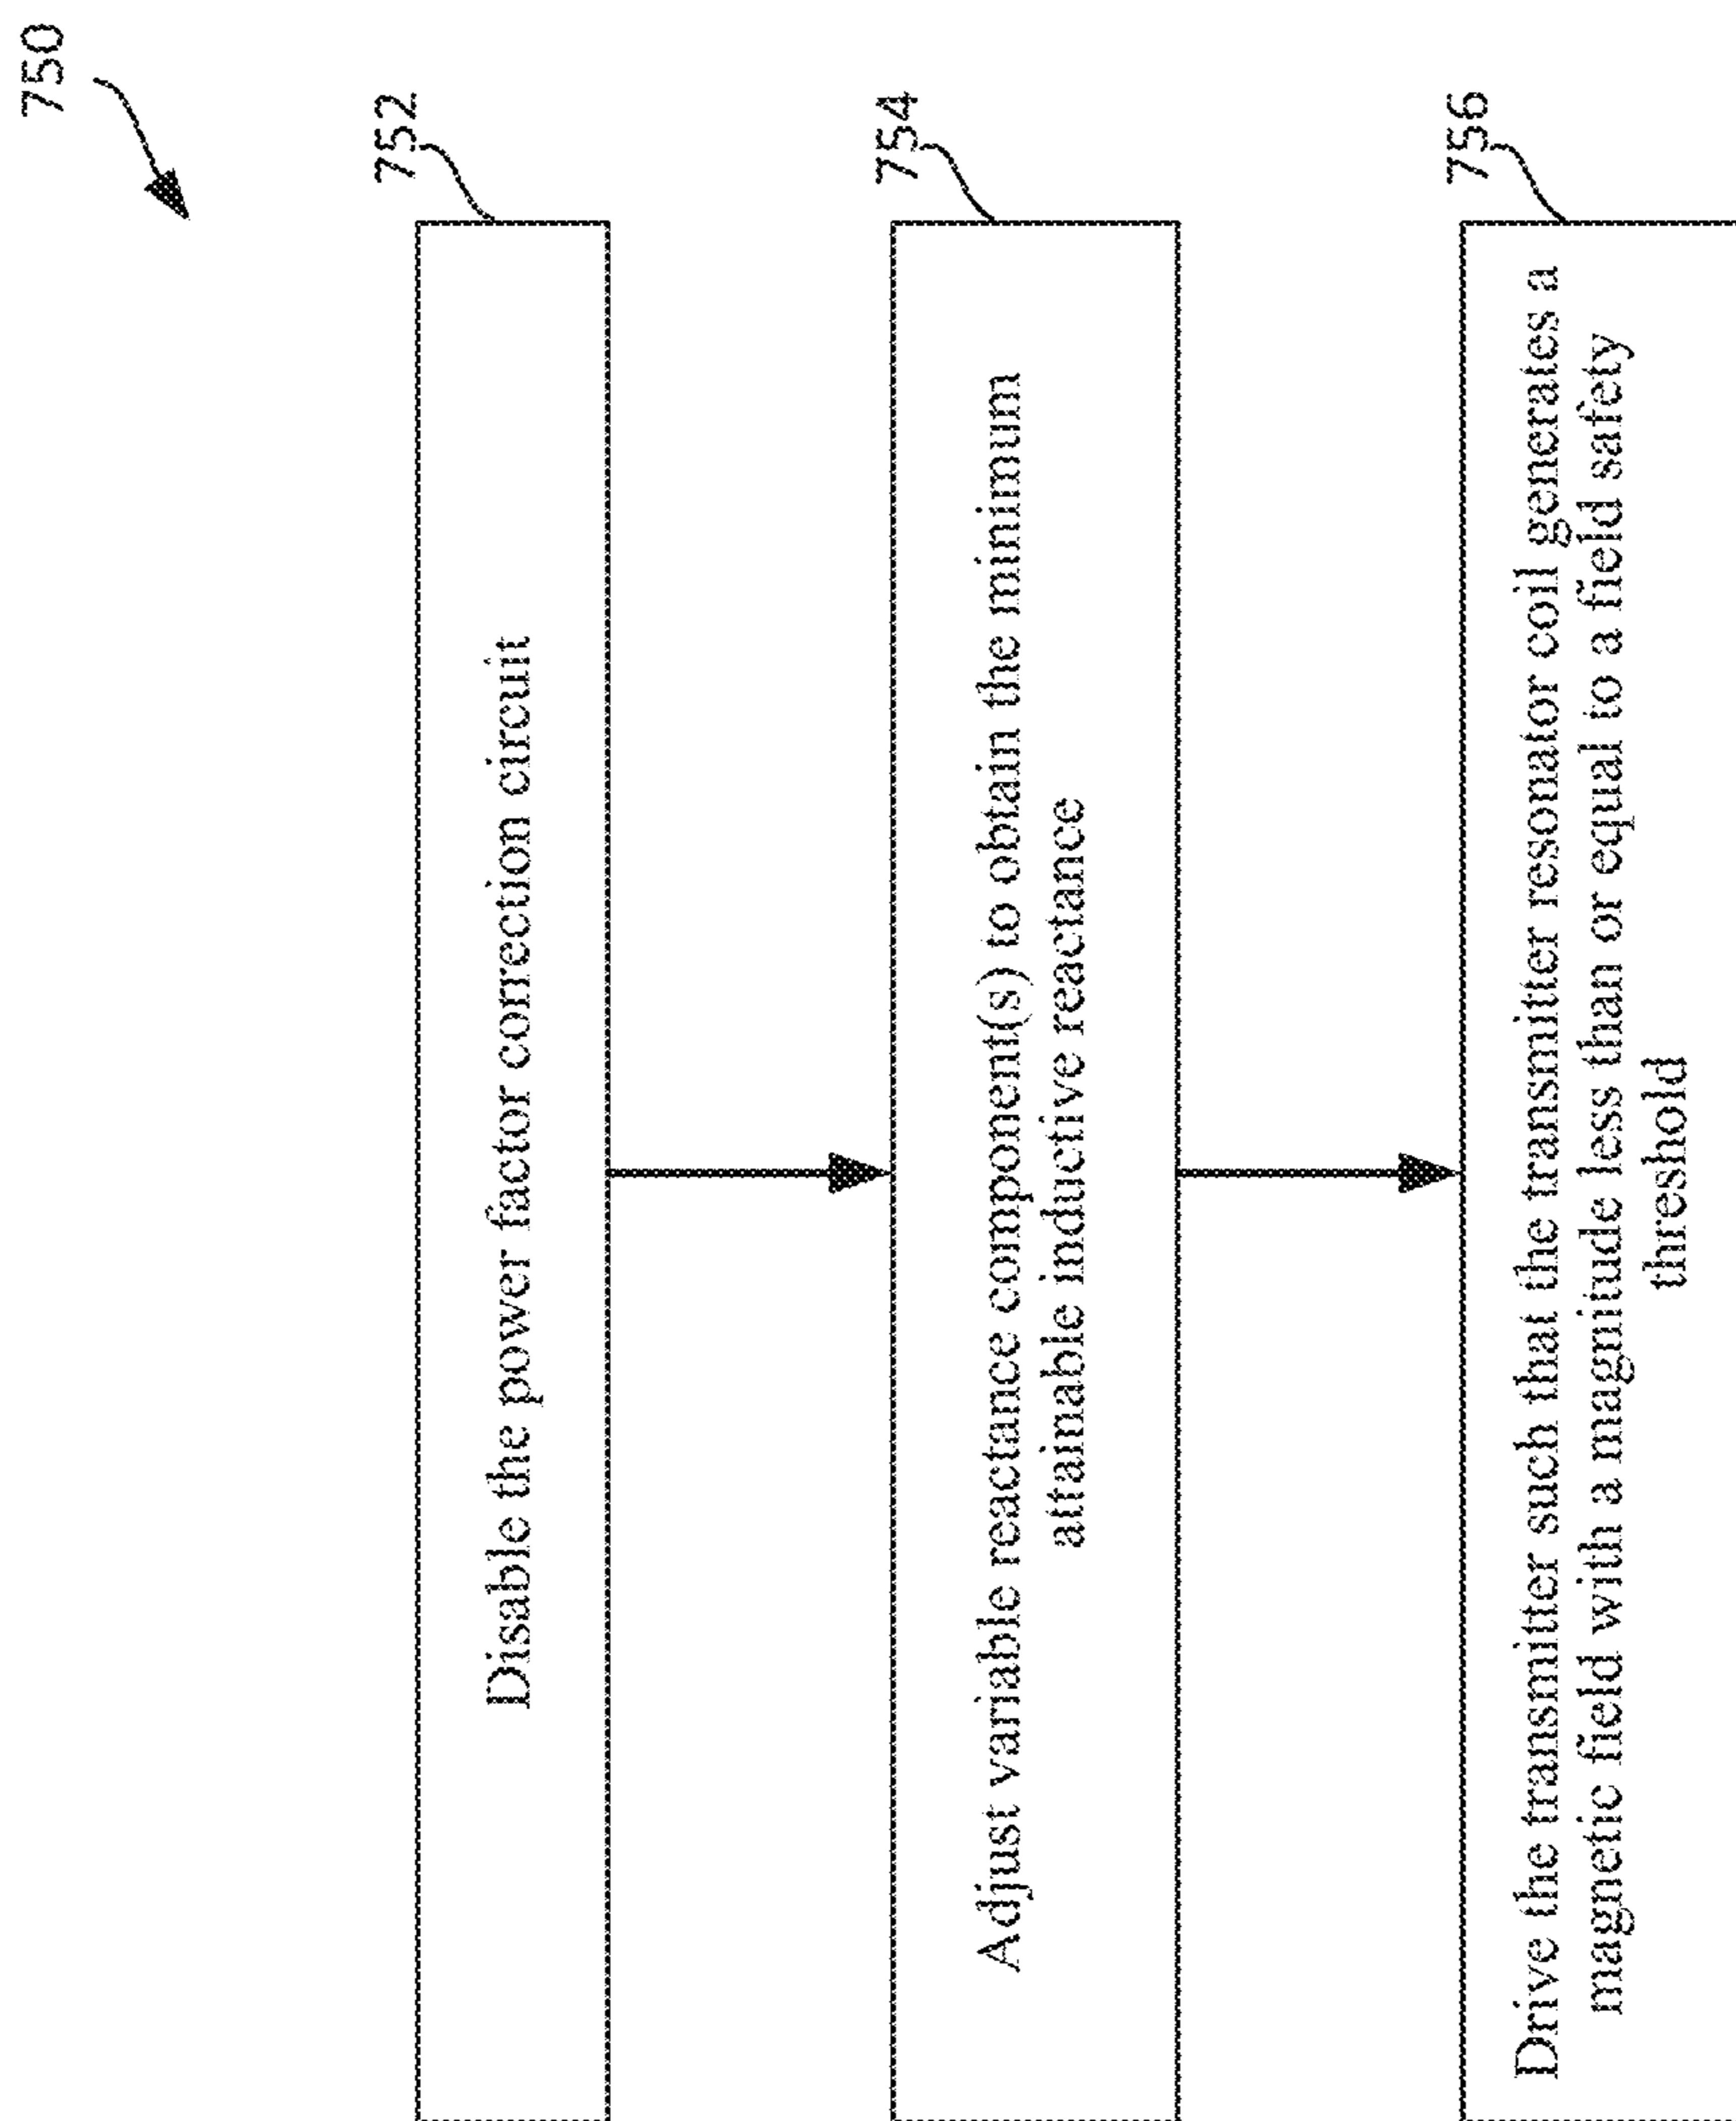 750
752
Disable the power factor correction circuit
754
Adjust variable reactance component(s) to obtain the minimum
attainable inductive reactance
756
Drive the transmitter such that the transmitter resonator coil generates a
magnetic field with a magnitude less than or equal to a field safety
threshold